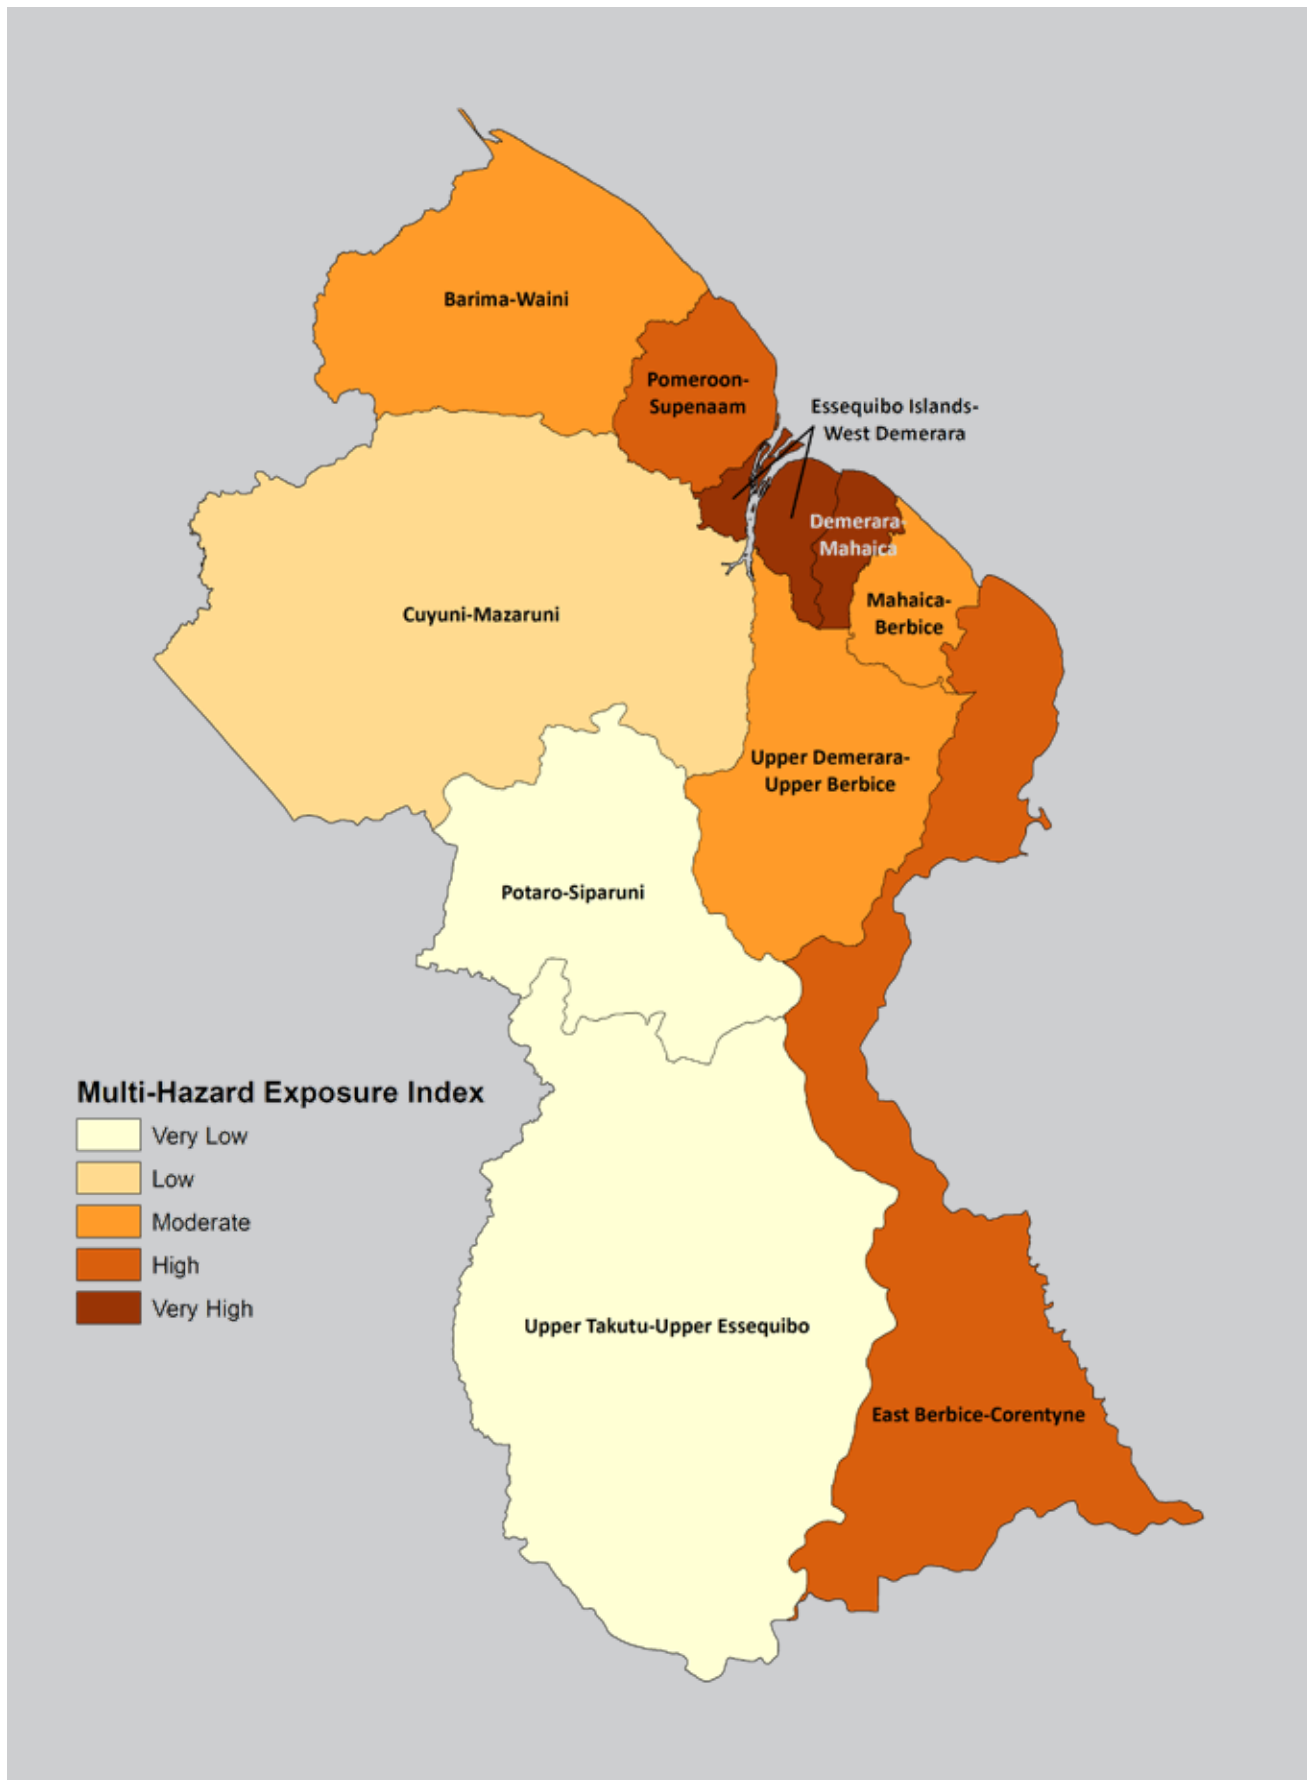 Barima-Waini
Pomeroon-
Supenaam
Essequibo Islands-
West Demerara
Demerara-
Mahaica
Mahaica-
Berbice
Cuyuni-Mazaruni
Upper Demerara-
Upper Berbice
Potaro-Siparuni
Multi-Hazard Exposure Index
Very Low
Low
Moderate
High
Very High
Upper Takutu-Upper Essequibo
East Berbice-Corentyne